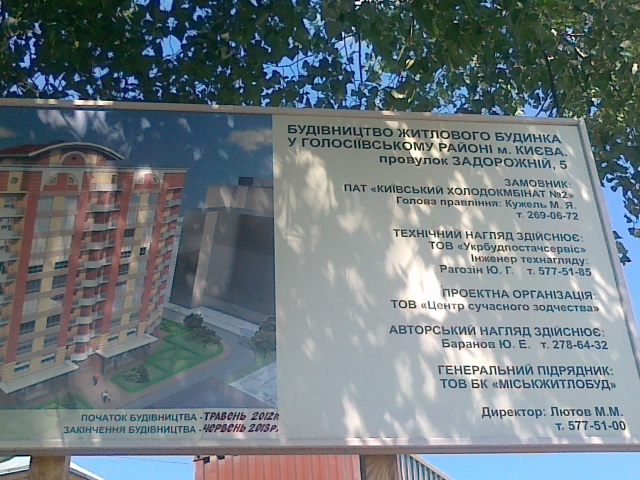 БУДІВНИЦТВО ЖИТЛОВОГО БУДИНКА
У ГОЛОСІЇВСЬКОМУ РАЙОНІ м. КИЄВА,
провулок ЗАДОРОЖНІЙ, 5
ЗАМОВНИК:
ПАТ «КИЇВСЬКИЙ ХОЛОДОКМБІНАТ №2»
Голова правління: Кужель М. Я.
т. 269-06-72
ТЕХНІЧНИЙ НАГЛЯД ЗДІЙСНЮЄ:
ТОВ «Укрбудпостачсервіс»
Інженер технагляду:
Рагозін Ю. Г. т. 577-51-85
ПРОЕКТНА ОРГАНІЗАЦІЯ:
ТОВ «Центр сучасного зодчества»
АВТОРСЬКИЙ НАГЛЯД ЗДІЙСНЮЄ:
Баранов Ю. Е. т. 278-64-32
ГЕНЕРАЛЬНИЙ ПІДРЯДНИК:
ТОВ БК «МІСЬКЖИТЛОБУД»
Директор: Лютов М.М.
т. 577-51-00
ПОЧАТОК БУДІВНИЦТВА -ТРАВЕНЬ 2012г.
ЗАКІНЧЕННЯ БУДІВНИЦТВА -ЧЕРВЕНЬ 2013р.